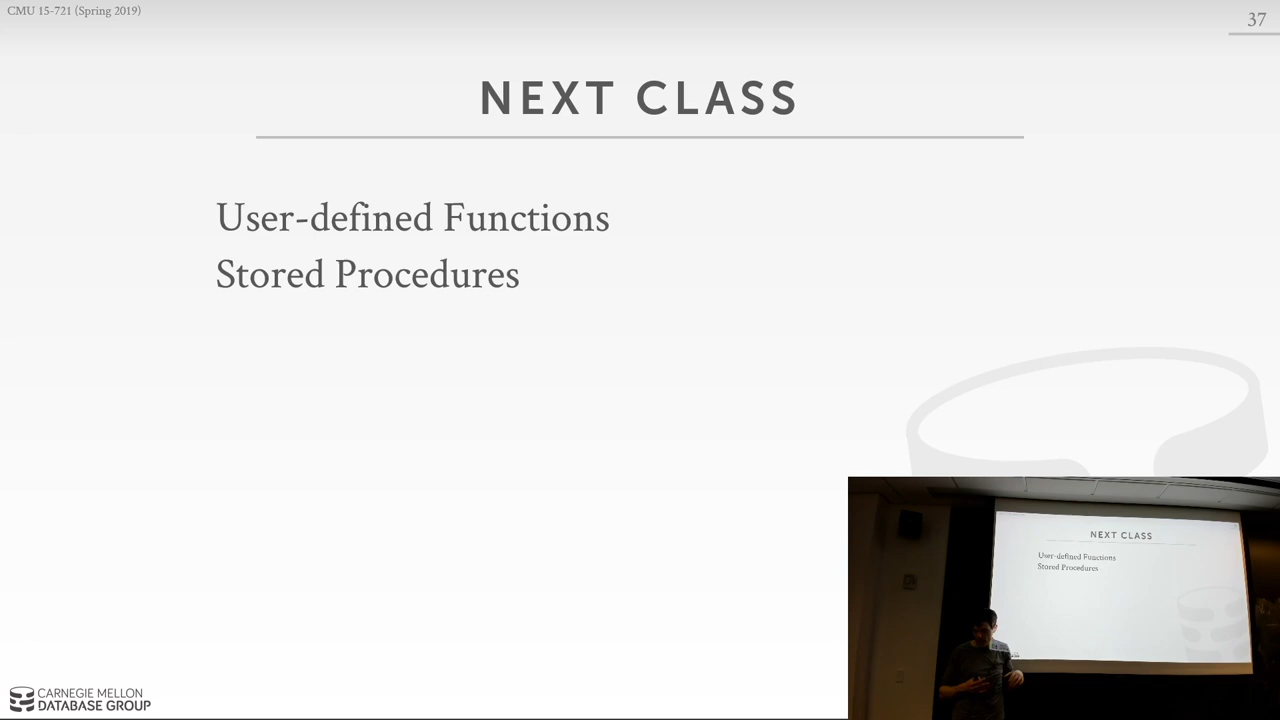 CMU 15-721 (Spring 2019)
37
NEXT CLASS
User-defined Functions
Stored Procedures
CARNEGIE MELLON
DATABASE GROUP
NEXT CLASS
User-defined Functions
Stored Procedures